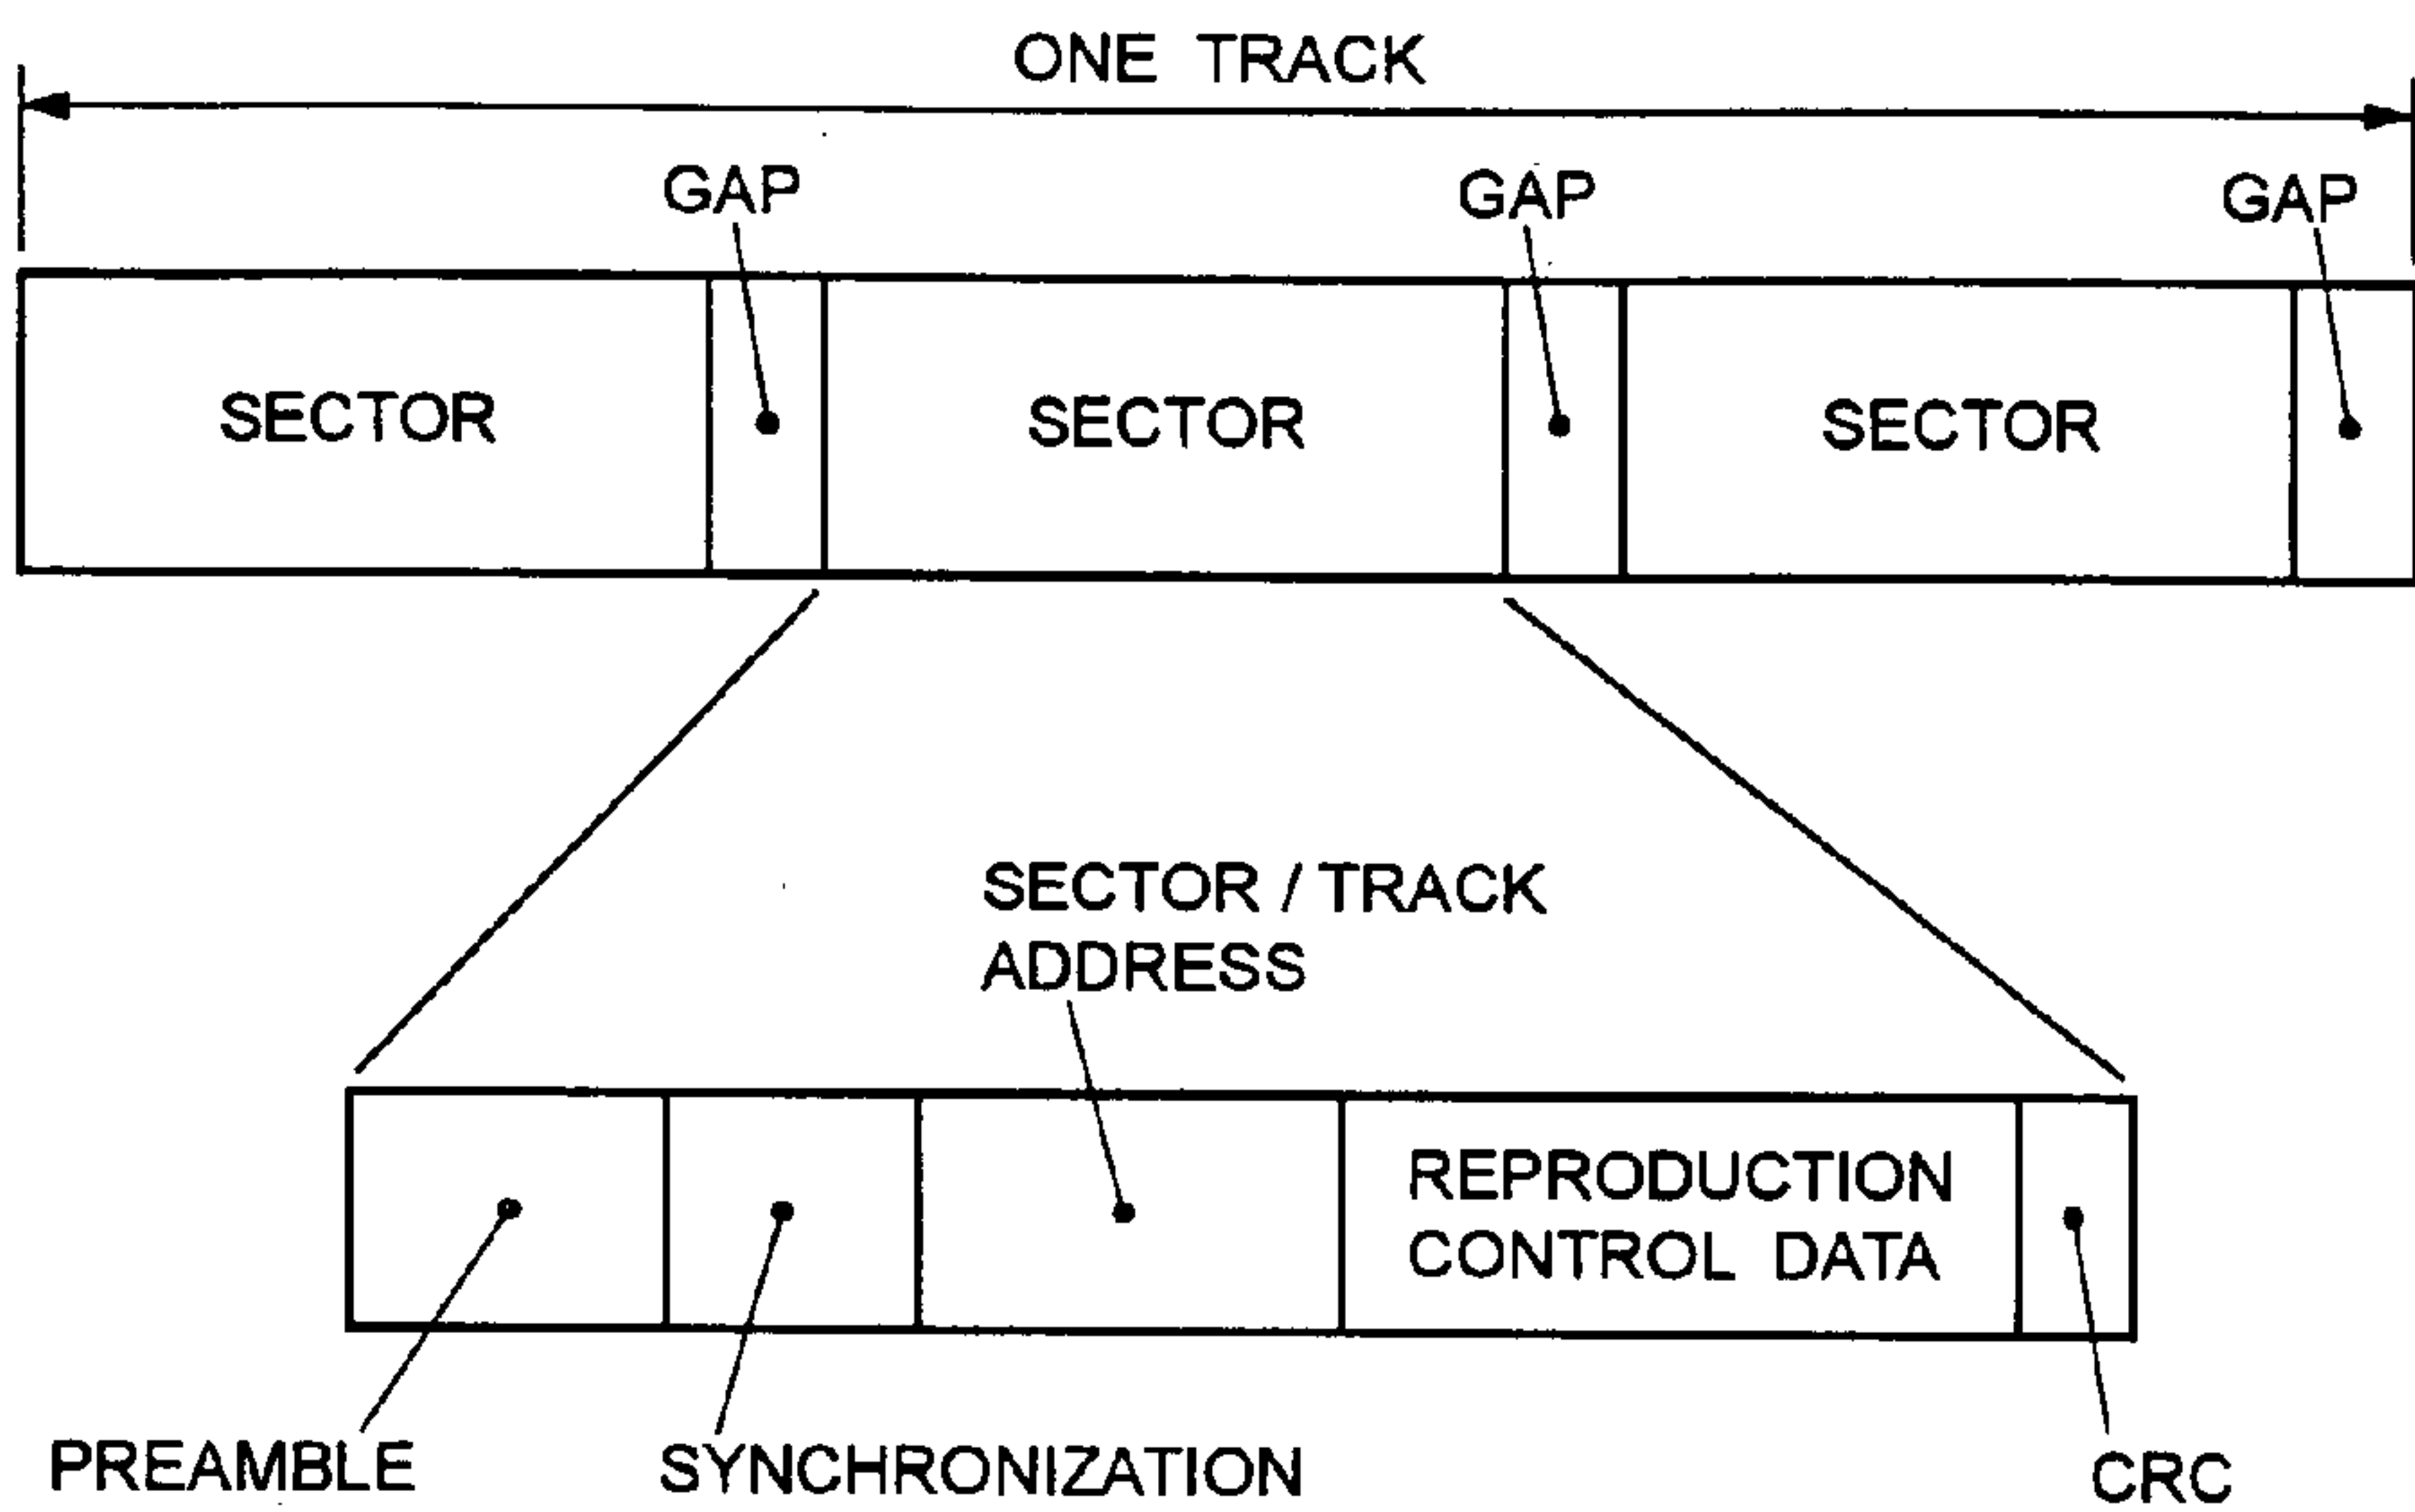 ONE TRACK
GAP GAP GAP
SECTOR SECTOR SECTOR
SECTOR / TRACK
ADDRESS
REPRODUCTION
CONTROL DATA
PREAMBLE SYNCHRONIZATION CRC